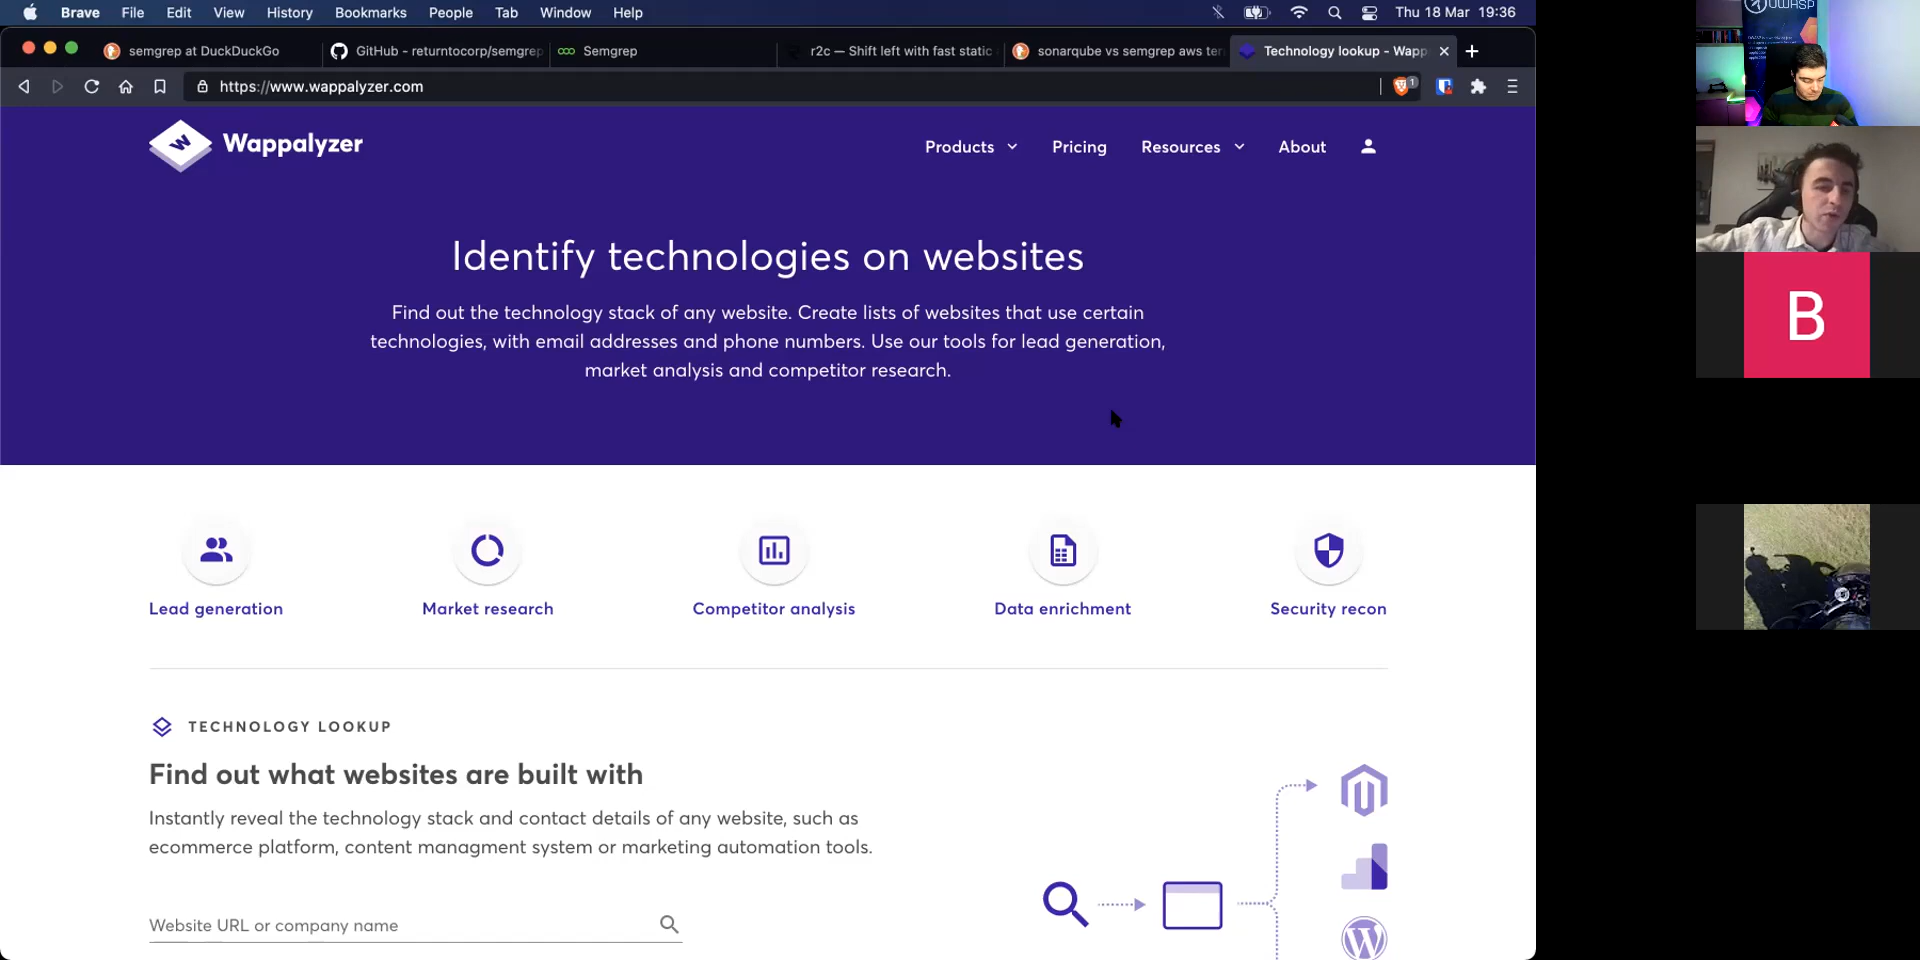 Brave File Edit View History Bookmarks People Tab Window Help Thu 18 Mar 19:36
semgrep at DuckDuckGo GitHub - returntocorp/semgrep Semgrep r2c — Shift left with fast static sonarqube vs semgrep aws ter Technology lookup - Wapp
https://www.wappalyzer.com 1
W Wappalyzer Products Pricing Resources About
Identify technologies on websites
Find out the technology stack of any website. Create lists of websites that use certain
technologies, with email addresses and phone numbers. Use our tools for lead generation,
market analysis and competitor research.
Lead generation Market research Competitor analysis Data enrichment Security recon
TECHNOLOGY LOOKUP
Find out what websites are built with
Instantly reveal the technology stack and contact details of any website, such as
ecommerce platform, content managment system or marketing automation tools.
Website URL or company name
OWASP
B